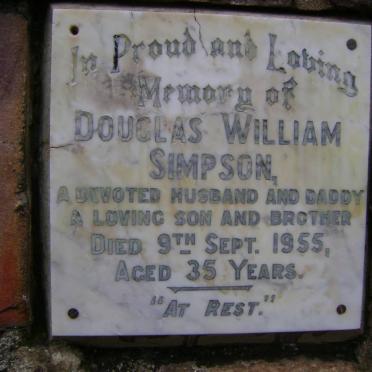 In Proud and Loving
Memory of
DOUGLAS WILLIAM
SIMPSON,
A DEVOTED HUSBAND AND DADDY
A LOVING SON AND BROTHER
DIED 9TH SEPT. 1955,
AGED 35 YEARS.
"AT REST."